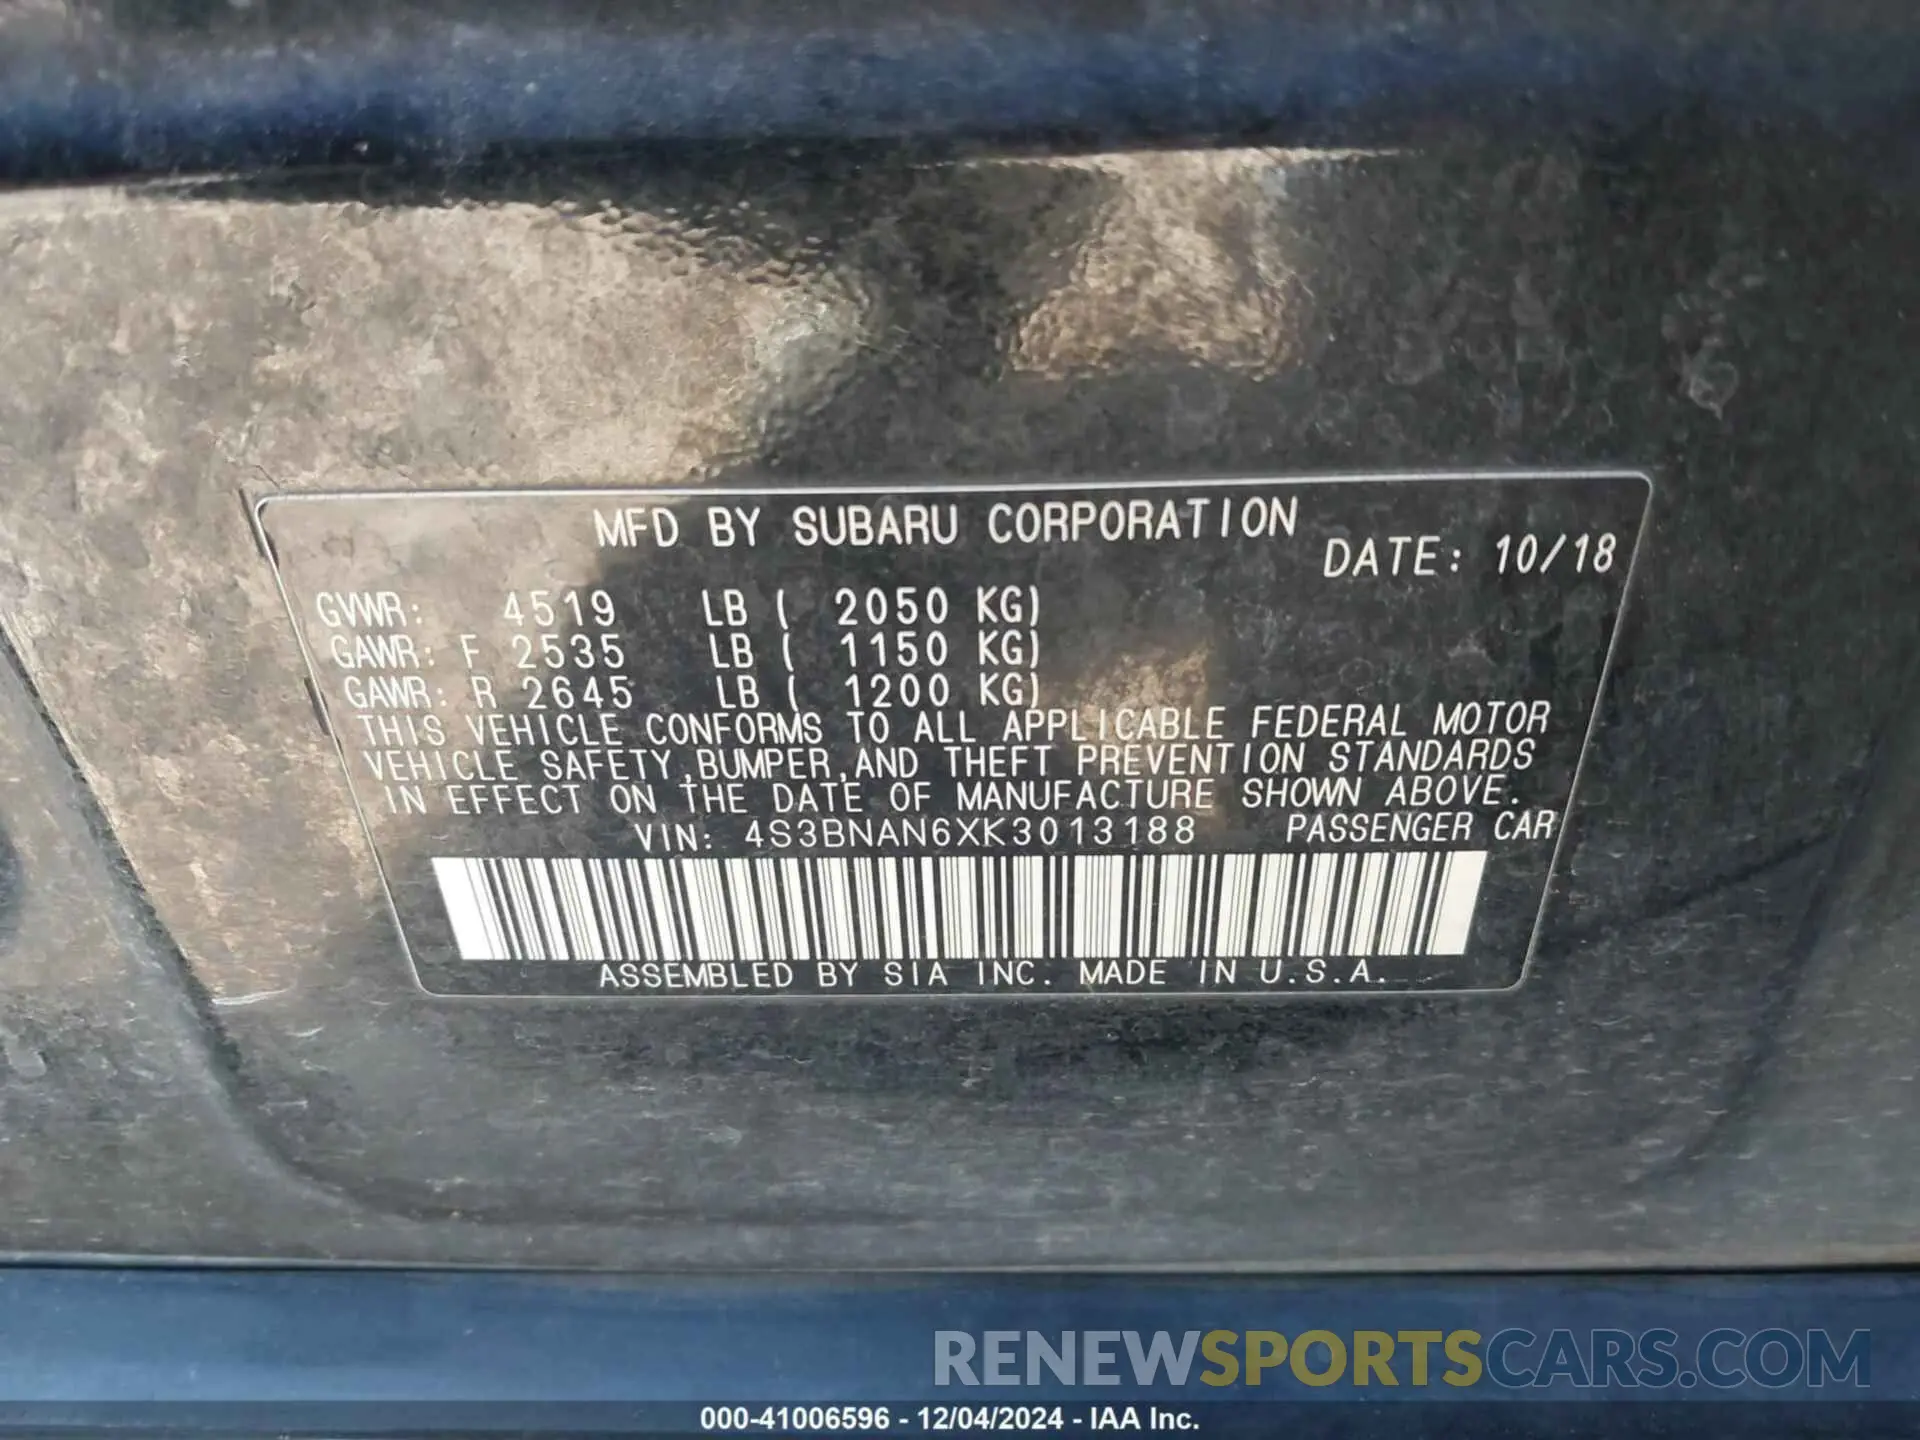 MFD BY SUBARU CORPORATION
DATE: 10/18
GVWR: 4519 LB ( 2050 KG)
GAWR: F 2535 LB ( 1150 KG)
GAWR: R 2645 LB ( 1200 KG)
THIS VEHICLE CONFORMS TO ALL APPLICABLE FEDERAL MOTOR
VEHICLE SAFETY,BUMPER,AND THEFT PREVENTION STANDARDS
IN EFFECT ON THE DATE OF MANUFACTURE SHOWN ABOVE.
VIN: 4S3BNAN6XK3013188 PASSENGER CAR
ASSEMBLED BY SIA INC. MADE IN U.S.A.
RENEWSPORTSCARS.COM
000-41006596 - 12/04/2024 - IAA Inc.